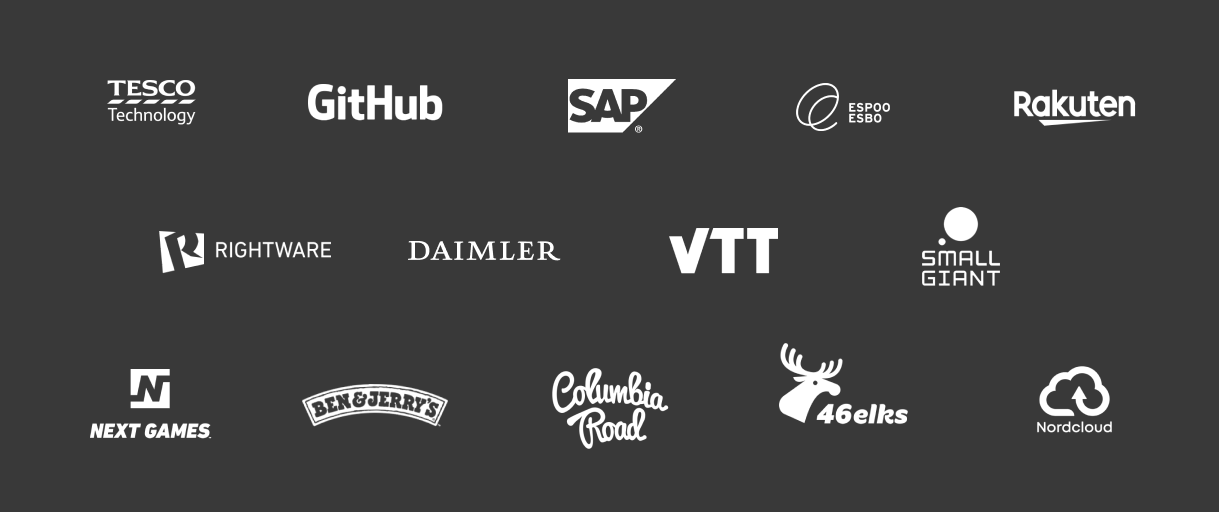 TESCO
Technology
GitHub
SAP
®
ESPOO
ESBO
Rakuten
RIGHTWARE
DAIMLER
VTT
SMALL
GIANT
N
NEXT GAMES
BEN&JERRY'S
Columbia
Road
46elks
Nordcloud